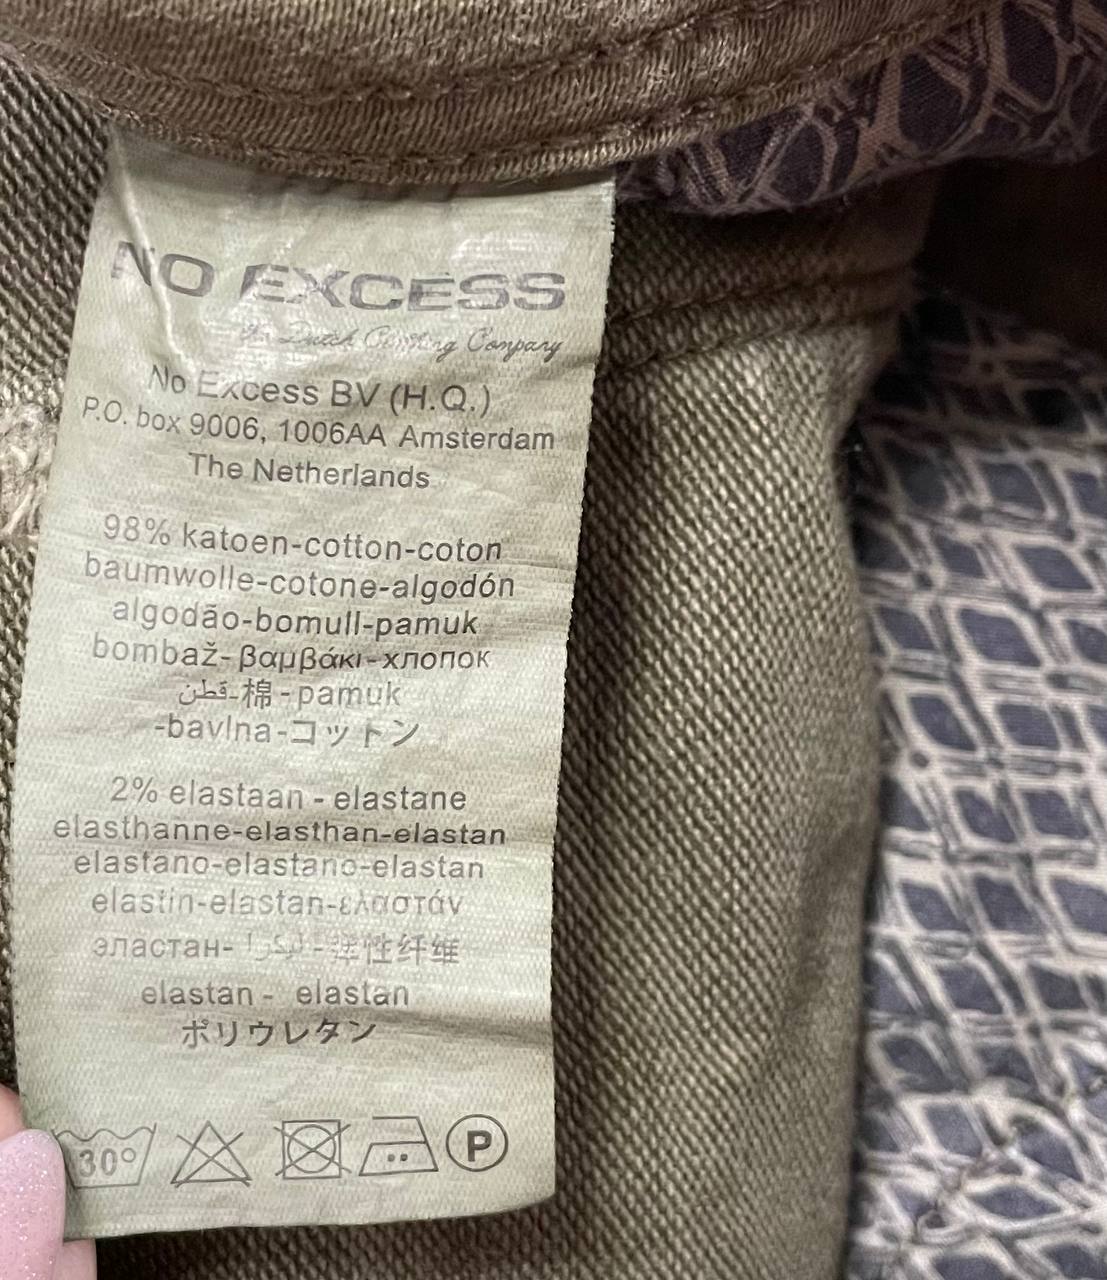 NO EXCESS
Dutch Company
No Excess BV (H.Q.)
P.O. box 9006, 1006AA Amsterdam
The Netherlands
98% katoen-cotton-coton
baumwolle-cotone-algodón
algodão-bomull-pamuk
bombaž-βαμβάκι-хлопок
قطن-棉-pamuk
-bavlna-コットン
2% elastaan - elastane
elasthanne-elasthan-elastan
elastano-elastano-elastan
elastin-elastan-ελαστάν
эластан- - 弹性纤维
elastan - elastan
ポリウレタン
30°
P